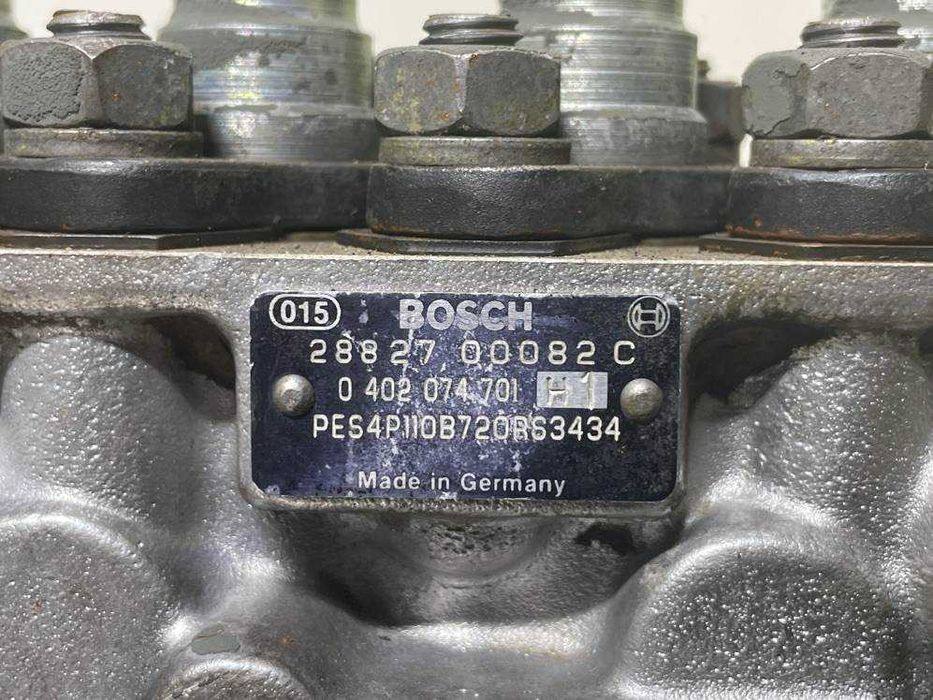 015 BOSCH
28827 00082 C
0 402 074 701 H1
PES4P110B720RS3434
Made in Germany